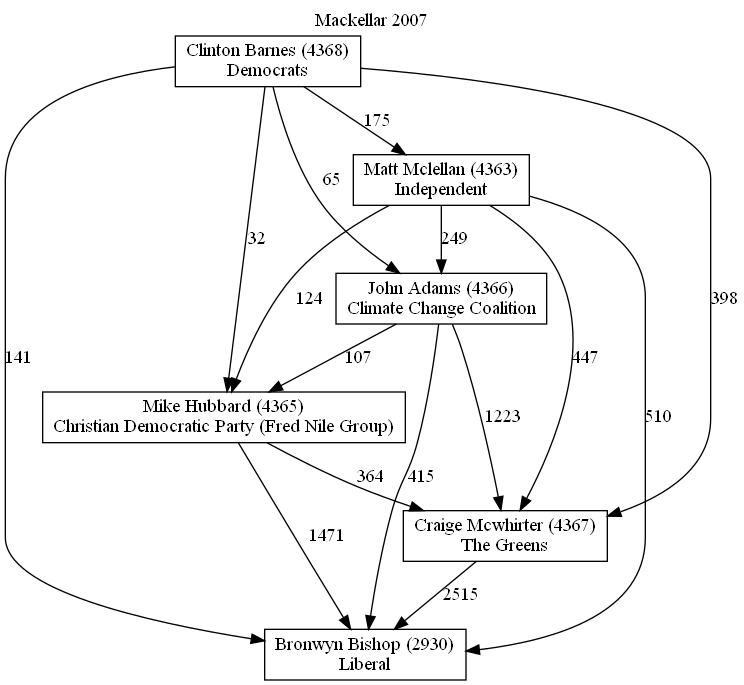 Mackellar 2007
Clinton Barnes (4368)
Democrats
175
Matt Mclellan (4363)
Independent
65
32
249
John Adams (4366)
Climate Change Coalition
124
398
141
107
447
Mike Hubbard (4365)
Christian Democratic Party (Fred Nile Group)
1223
510
364
415
Craige Mcwhirter (4367)
The Greens
1471
2515
Bronwyn Bishop (2930)
Liberal